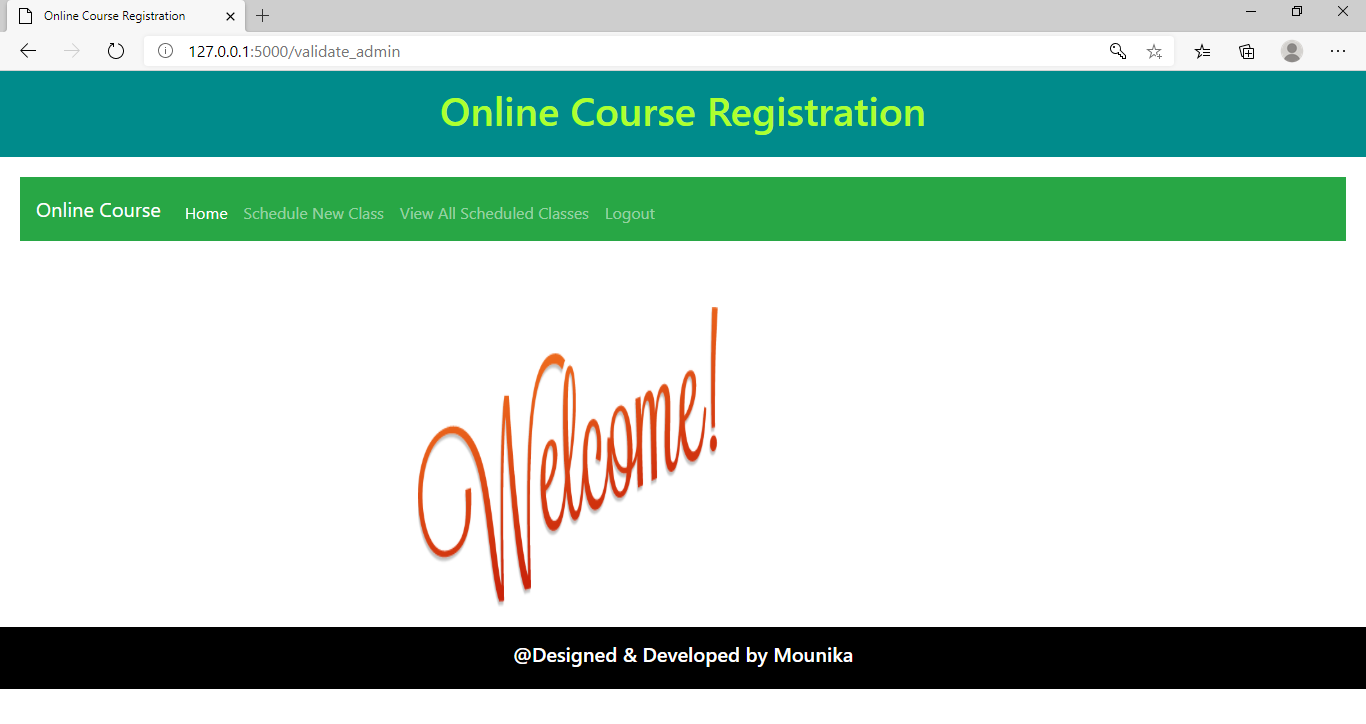 Online Course Registration
127.0.0.1:5000/validate_admin
Online Course Registration
Online Course Home Schedule New Class View All Scheduled Classes Logout
Welcome!
@Designed & Developed by Mounika